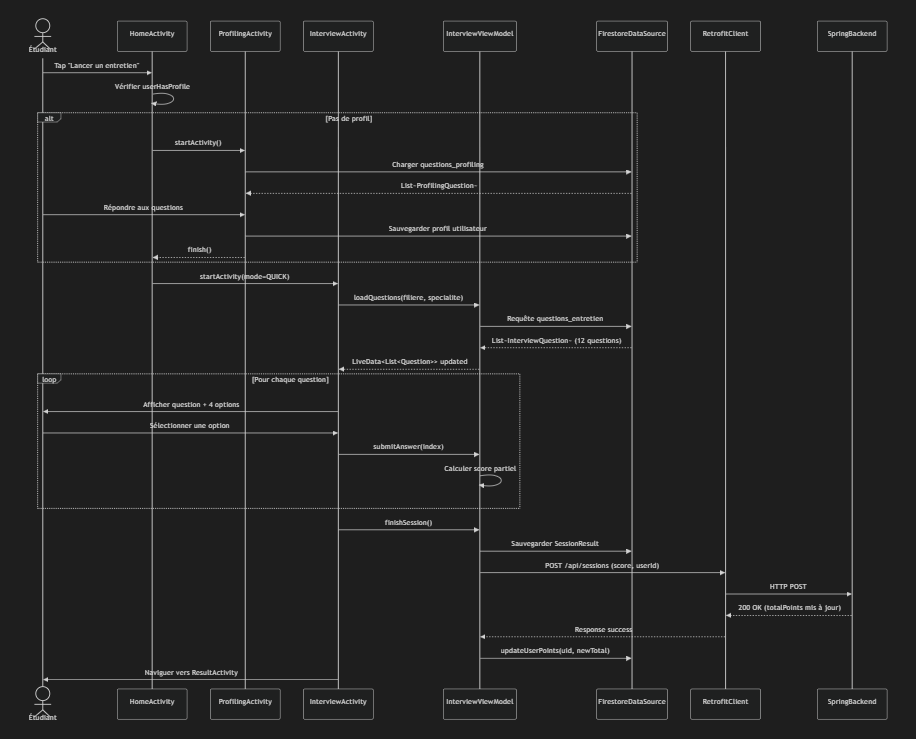 Étudiant
HomeActivity
ProfilingActivity
InterviewActivity
InterviewViewModel
FirestoreDataSource
RetrofitClient
SpringBackend
Tap "Lancer un entretien"
Vérifier userHasProfile
alt
[Pas de profil]
startActivity()
Charger questions_profiling
List~ProfilingQuestion~
Répondre aux questions
Sauvegarder profil utilisateur
finish()
startActivity(mode=QUICK)
loadQuestions(filiere, specialite)
Requête questions_entretien
List~InterviewQuestion~ (12 questions)
LiveData<List<Question>> updated
loop
[Pour chaque question]
Afficher question + 4 options
Sélectionner une option
submitAnswer(index)
Calculer score partiel
finishSession()
Sauvegarder SessionResult
POST /api/sessions (score, userId)
HTTP POST
200 OK (totalPoints mis à jour)
Response success
updateUserPoints(uid, newTotal)
Naviguer vers ResultActivity
Étudiant
HomeActivity
ProfilingActivity
InterviewActivity
InterviewViewModel
FirestoreDataSource
RetrofitClient
SpringBackend